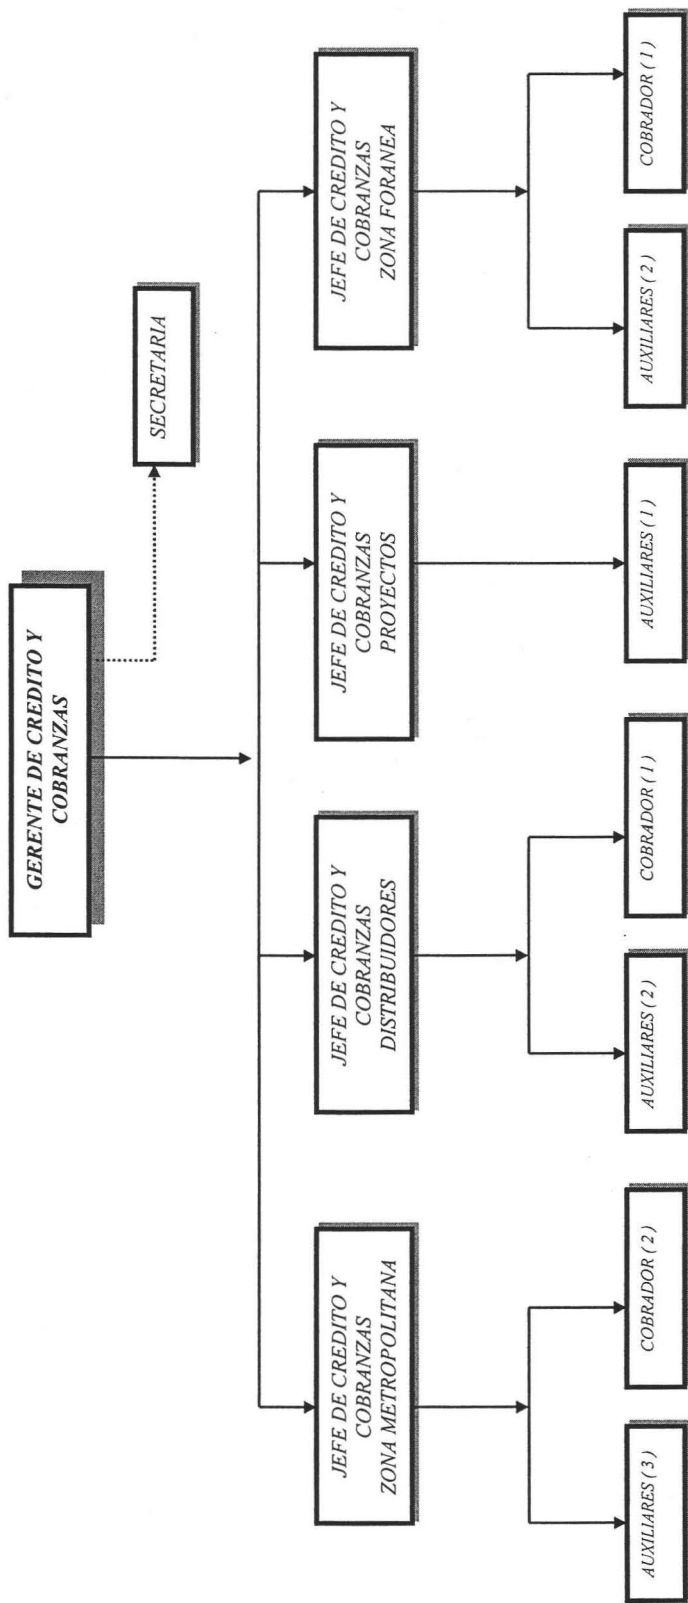 GERENTE DE CREDITO Y
COBRANZAS
SECRETARIA
JEFE DE CREDITO Y
COBRANZAS
ZONA METROPOLITANA
JEFE DE CREDITO Y
COBRANZAS
DISTRIBUIDORES
JEFE DE CREDITO Y
COBRANZAS
PROYECTOS
JEFE DE CREDITO Y
COBRANZAS
ZONA FORANEA
AUXILIARES ( 3 )
COBRADOR ( 2 )
AUXILIARES ( 2 )
COBRADOR ( 1 )
AUXILIARES ( 1 )
AUXILIARES ( 2 )
COBRADOR ( 1 )